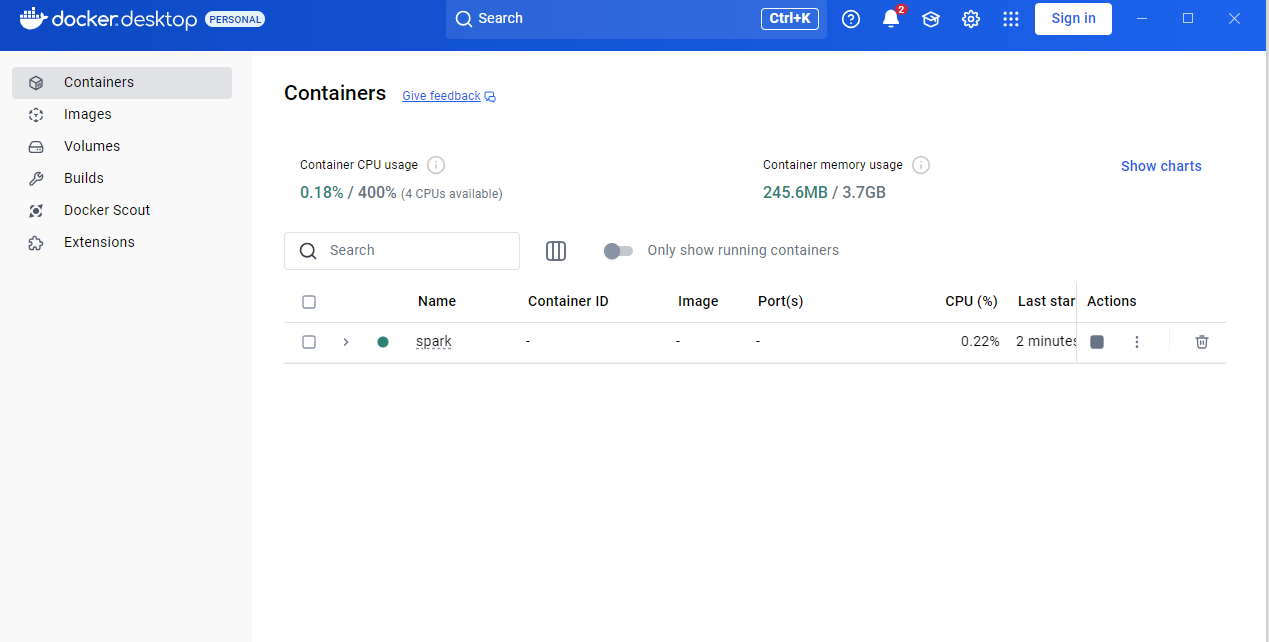 docker.desktop PERSONAL Search Ctrl+K 2 Sign in
Containers
Images
Volumes
Builds
Docker Scout
Extensions
Containers Give feedback
Container CPU usage
0.18% / 400% (4 CPUs available)
Container memory usage
245.6MB / 3.7GB
Show charts
Search
Only show running containers
Name Container ID Image Port(s) CPU (%) Last star Actions
spark - - - 0.22% 2 minutes